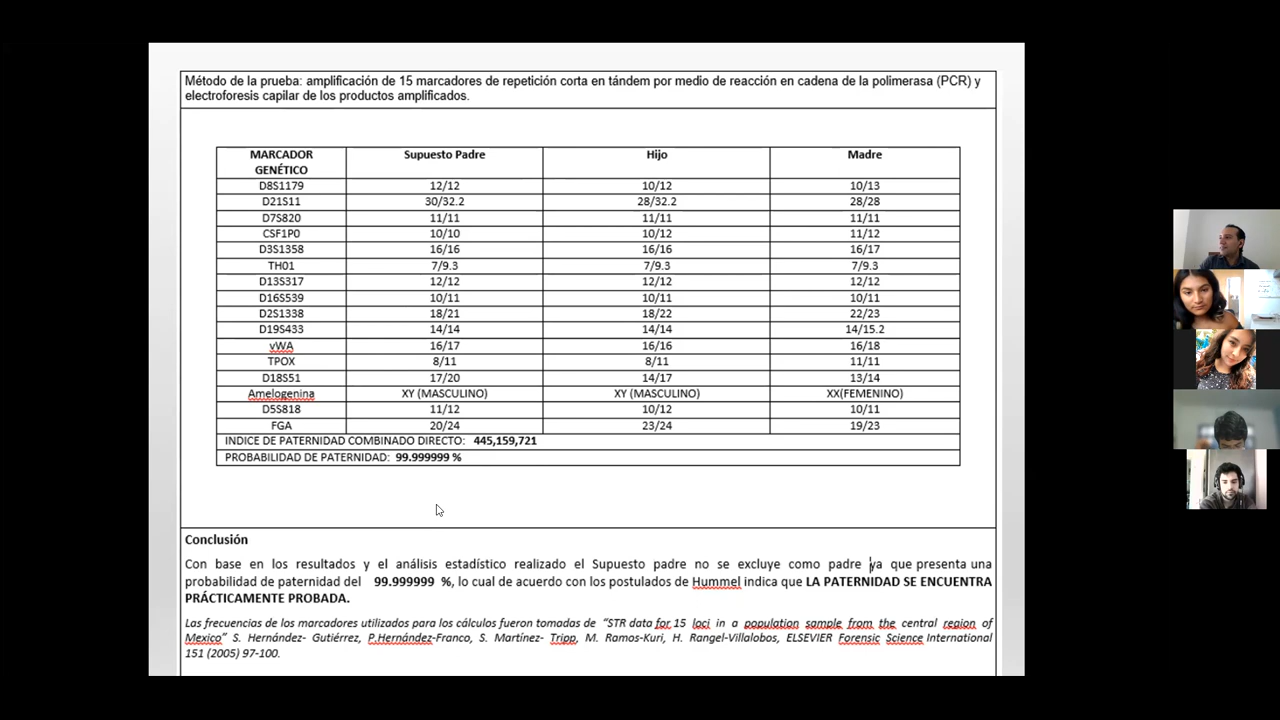 Método de la prueba: amplificación de 15 marcadores de repetición corta en tándem por medio de reacción en cadena de la polimerasa (PCR) y
electroforesis capilar de los productos amplificados.
MARCADOR GENÉTICO Supuesto Padre Hijo Madre
D8S1179 12/12 10/12 10/13
D21S11 30/32.2 28/32.2 28/28
D7S820 11/11 11/11 11/11
CSF1P0 10/10 10/12 11/12
D3S1358 16/16 16/16 16/17
TH01 7/9.3 7/9.3 7/9.3
D13S317 12/12 12/12 12/12
D16S539 10/11 10/11 10/11
D2S1338 18/21 18/22 22/23
D19S433 14/14 14/14 14/15.2
vWA 16/17 16/16 16/18
TPOX 8/11 8/11 11/11
D18S51 17/20 14/17 13/14
Amelogenina XY (MASCULINO) XY (MASCULINO) XX(FEMENINO)
D5S818 11/12 10/12 10/11
FGA 20/24 23/24 19/23
INDICE DE PATERNIDAD COMBINADO DIRECTO: 445,159,721
PROBABILIDAD DE PATERNIDAD: 99.999999 %
Conclusión
Con base en los resultados y el análisis estadístico realizado el Supuesto padre no se excluye como padre ya que presenta una
probabilidad de paternidad del 99.999999 %, lo cual de acuerdo con los postulados de Hummel indica que LA PATERNIDAD SE ENCUENTRA
PRÁCTICAMENTE PROBADA.
Las frecuencias de los marcadores utilizados para los cálculos fueron tomadas de “STR data for 15 loci in a population sample from the central region of
Mexico” S. Hernández- Gutiérrez, P.Hernández-Franco, S. Martínez- Tripp, M. Ramos-Kuri, H. Rangel-Villalobos, ELSEVIER Forensic Science International
151 (2005) 97-100.